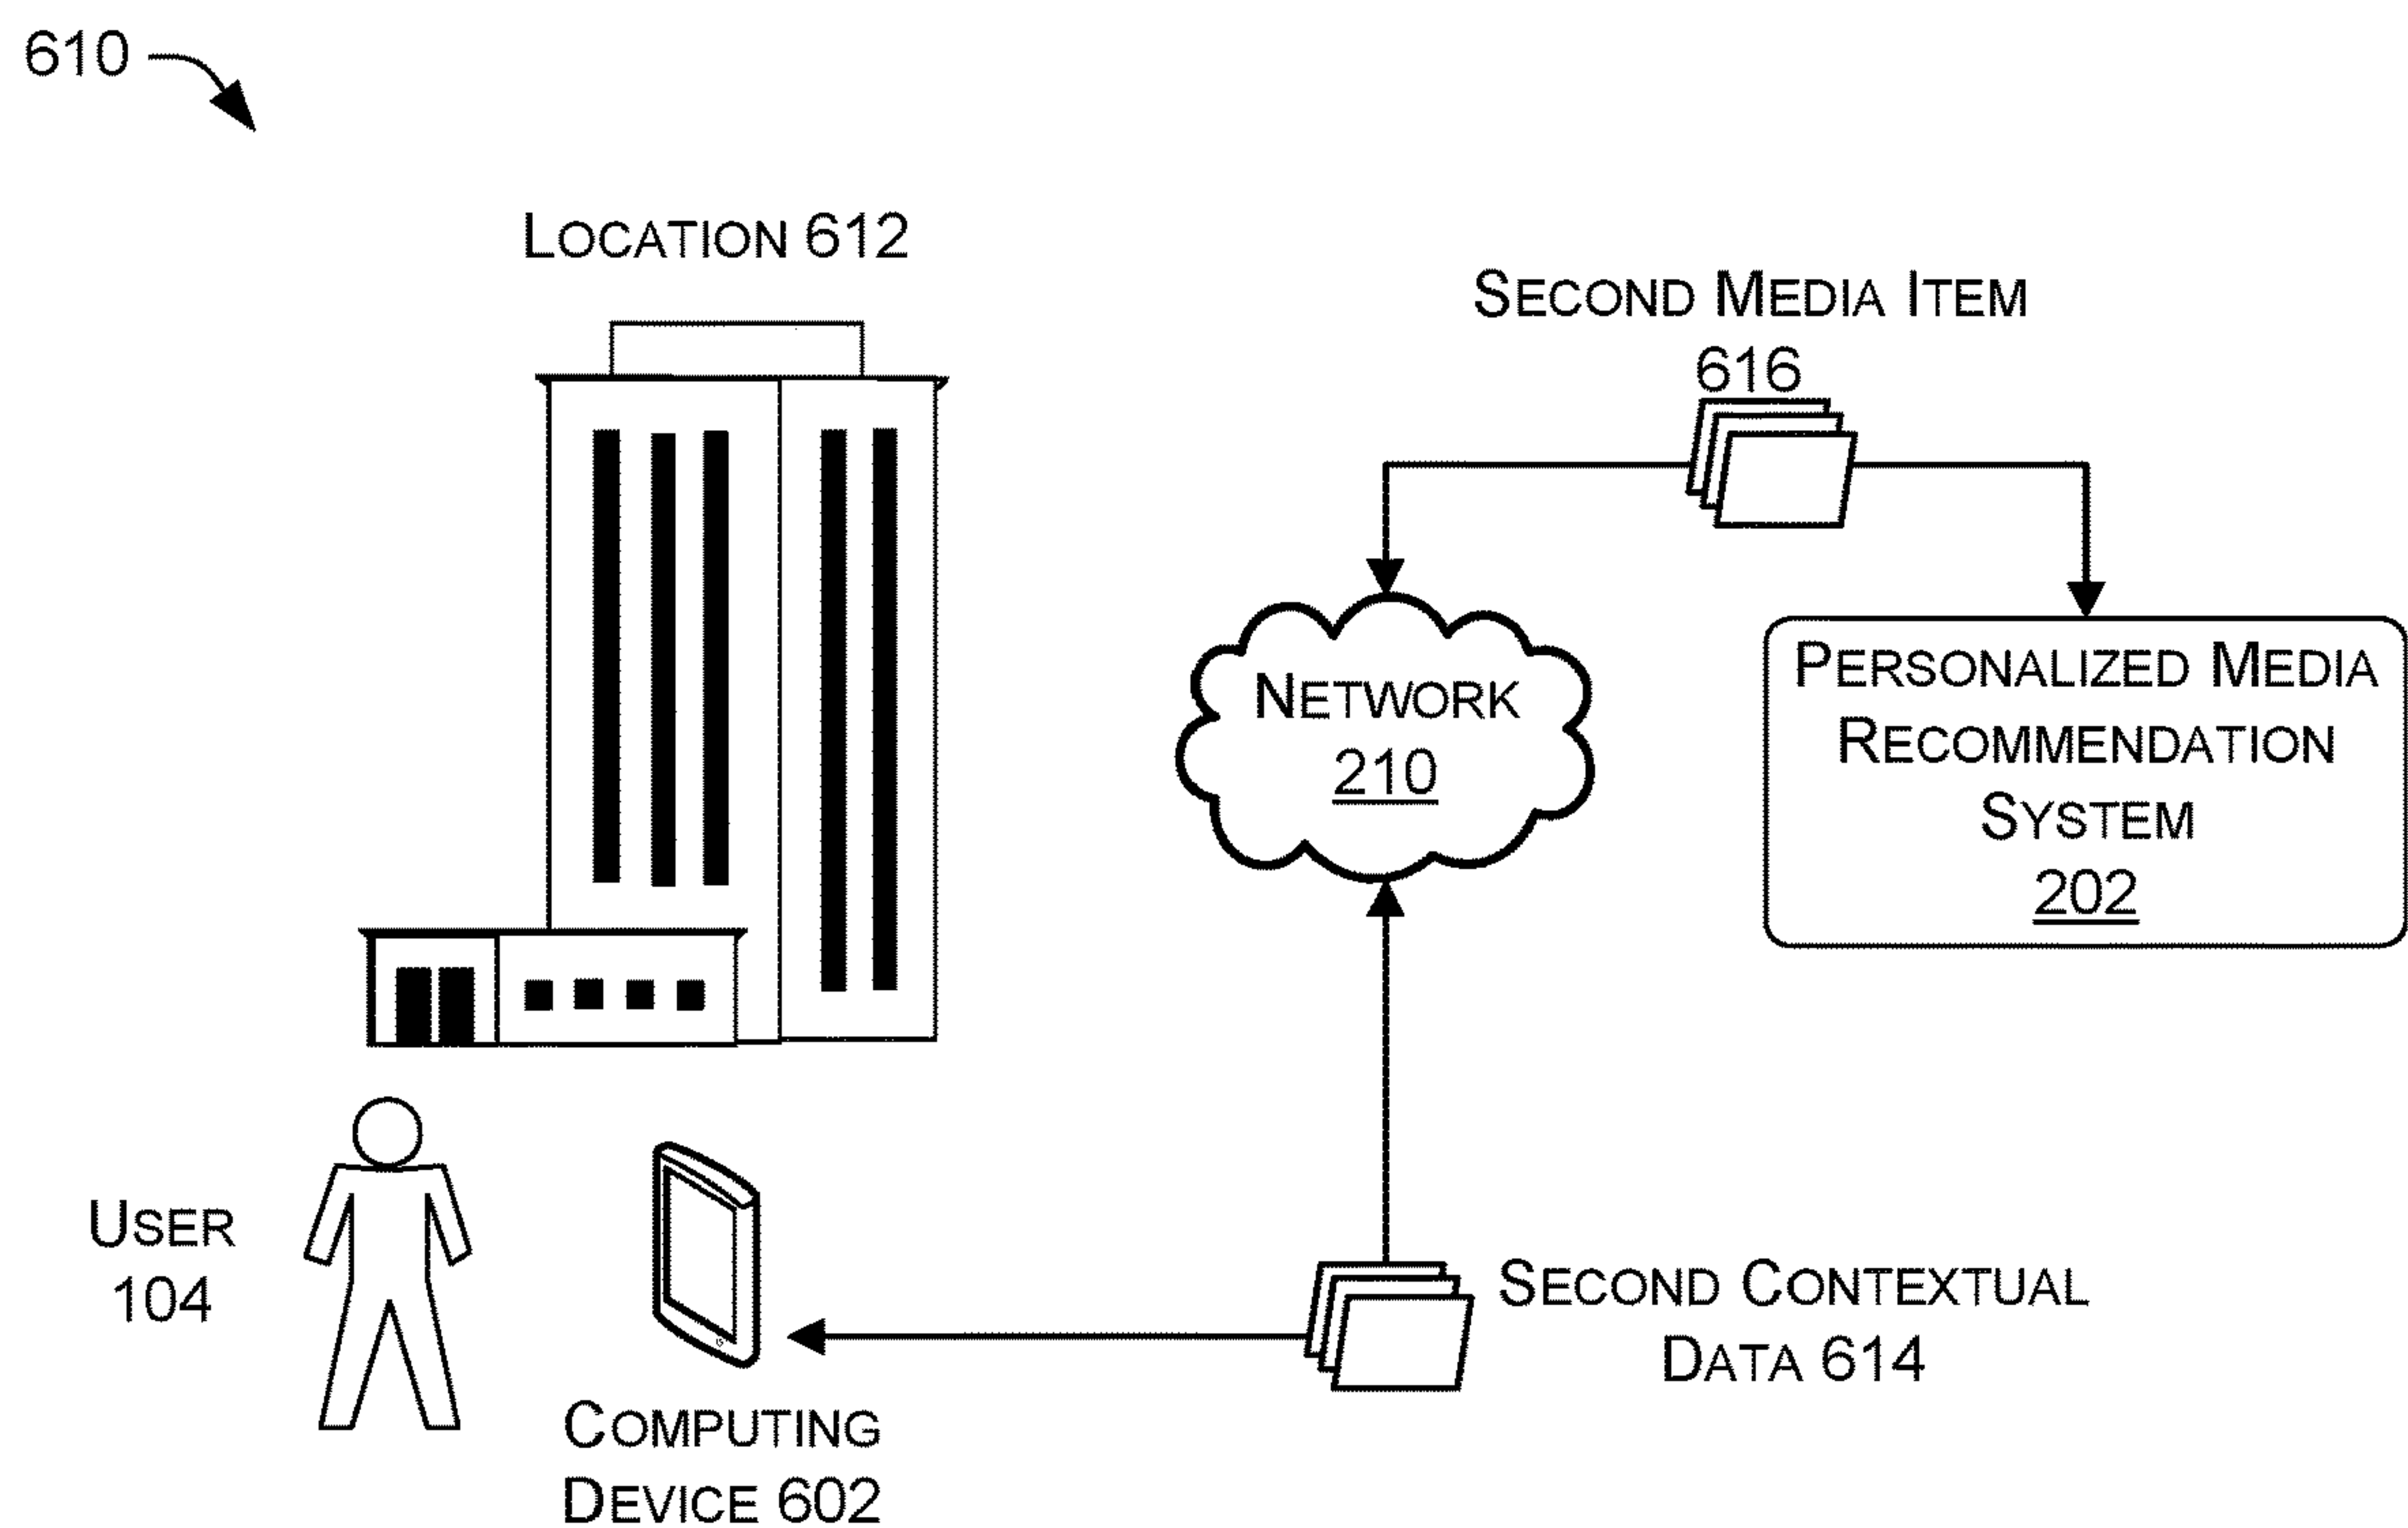 610
LOCATION 612
SECOND MEDIA ITEM
616
NETWORK
210
PERSONALIZED MEDIA
RECOMMENDATION
SYSTEM
202
USER
104
COMPUTING
DEVICE 602
SECOND CONTEXTUAL
DATA 614